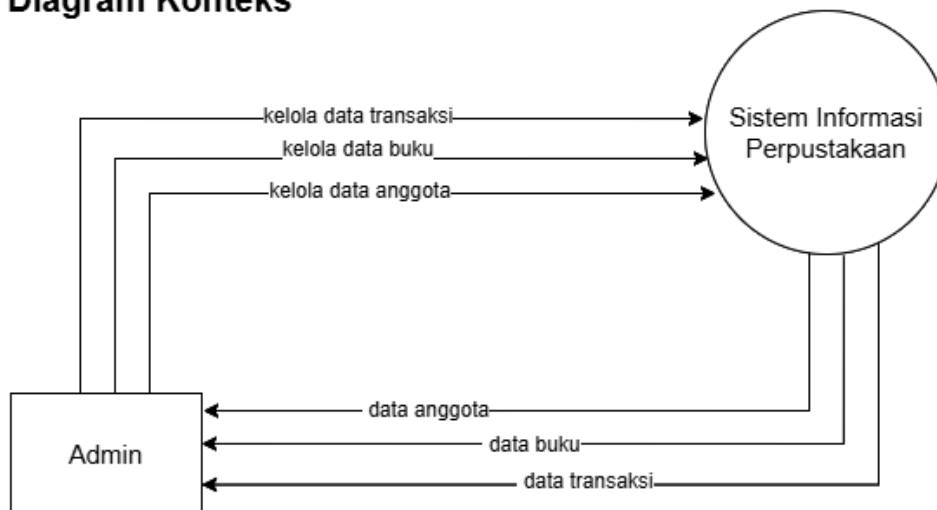 Diagram Konteks
kelola data transaksi
kelola data buku
kelola data anggota
Sistem Informasi
Perpustakaan
data anggota
Admin
data buku
data transaksi